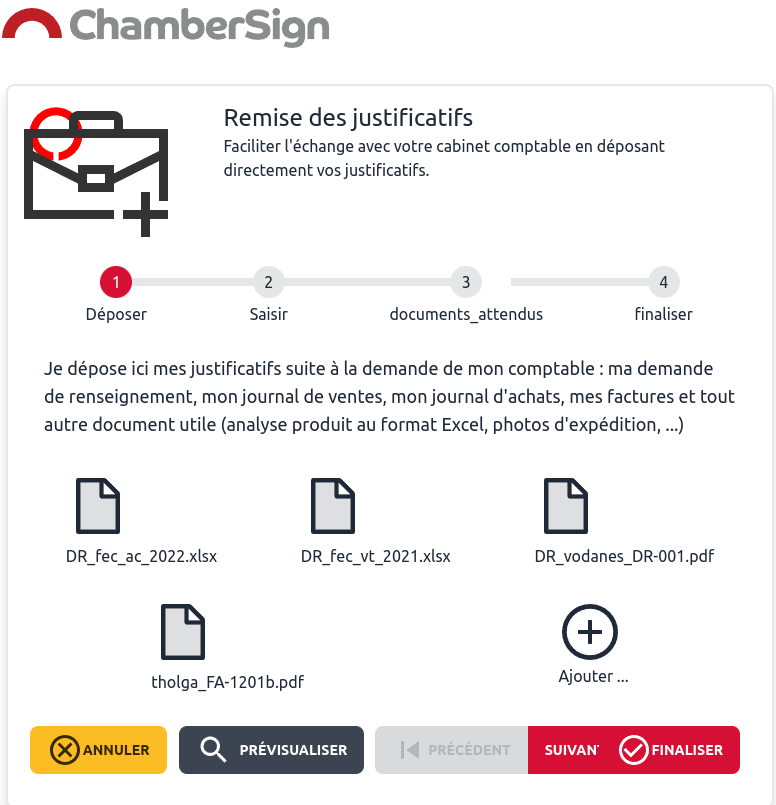 ChamberSign
Remise des justificatifs
Faciliter l'échange avec votre cabinet comptable en déposant
directement vos justificatifs.
1 2 3 4
Déposer Saisir documents_attendus finaliser
Je dépose ici mes justificatifs suite à la demande de mon comptable : ma demande
de renseignement, mon journal de ventes, mon journal d'achats, mes factures et tout
autre document utile (analyse produit au format Excel, photos d'expédition, ...)
DR_fec_ac_2022.xlsx DR_fec_vt_2021.xlsx DR_vodanes_DR-001.pdf
tholga_FA-1201b.pdf Ajouter ...
ANNULER PRÉVISUALISER PRÉCÉDENT SUIVANT FINALISER